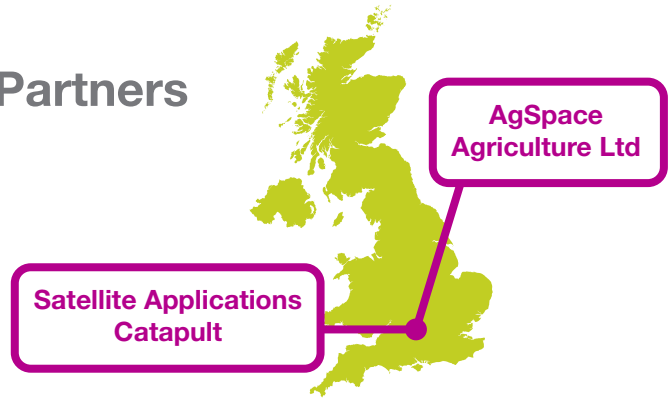 Partners
AgSpace
Agriculture Ltd
Satellite Applications
Catapult